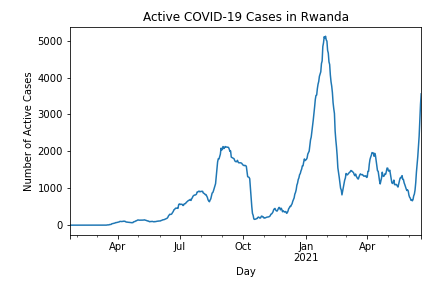 Active COVID-19 Cases in Rwanda
Number of Active Cases
5000
4000
3000
2000
1000
0
Apr Jul Oct Jan Apr
2021
Day